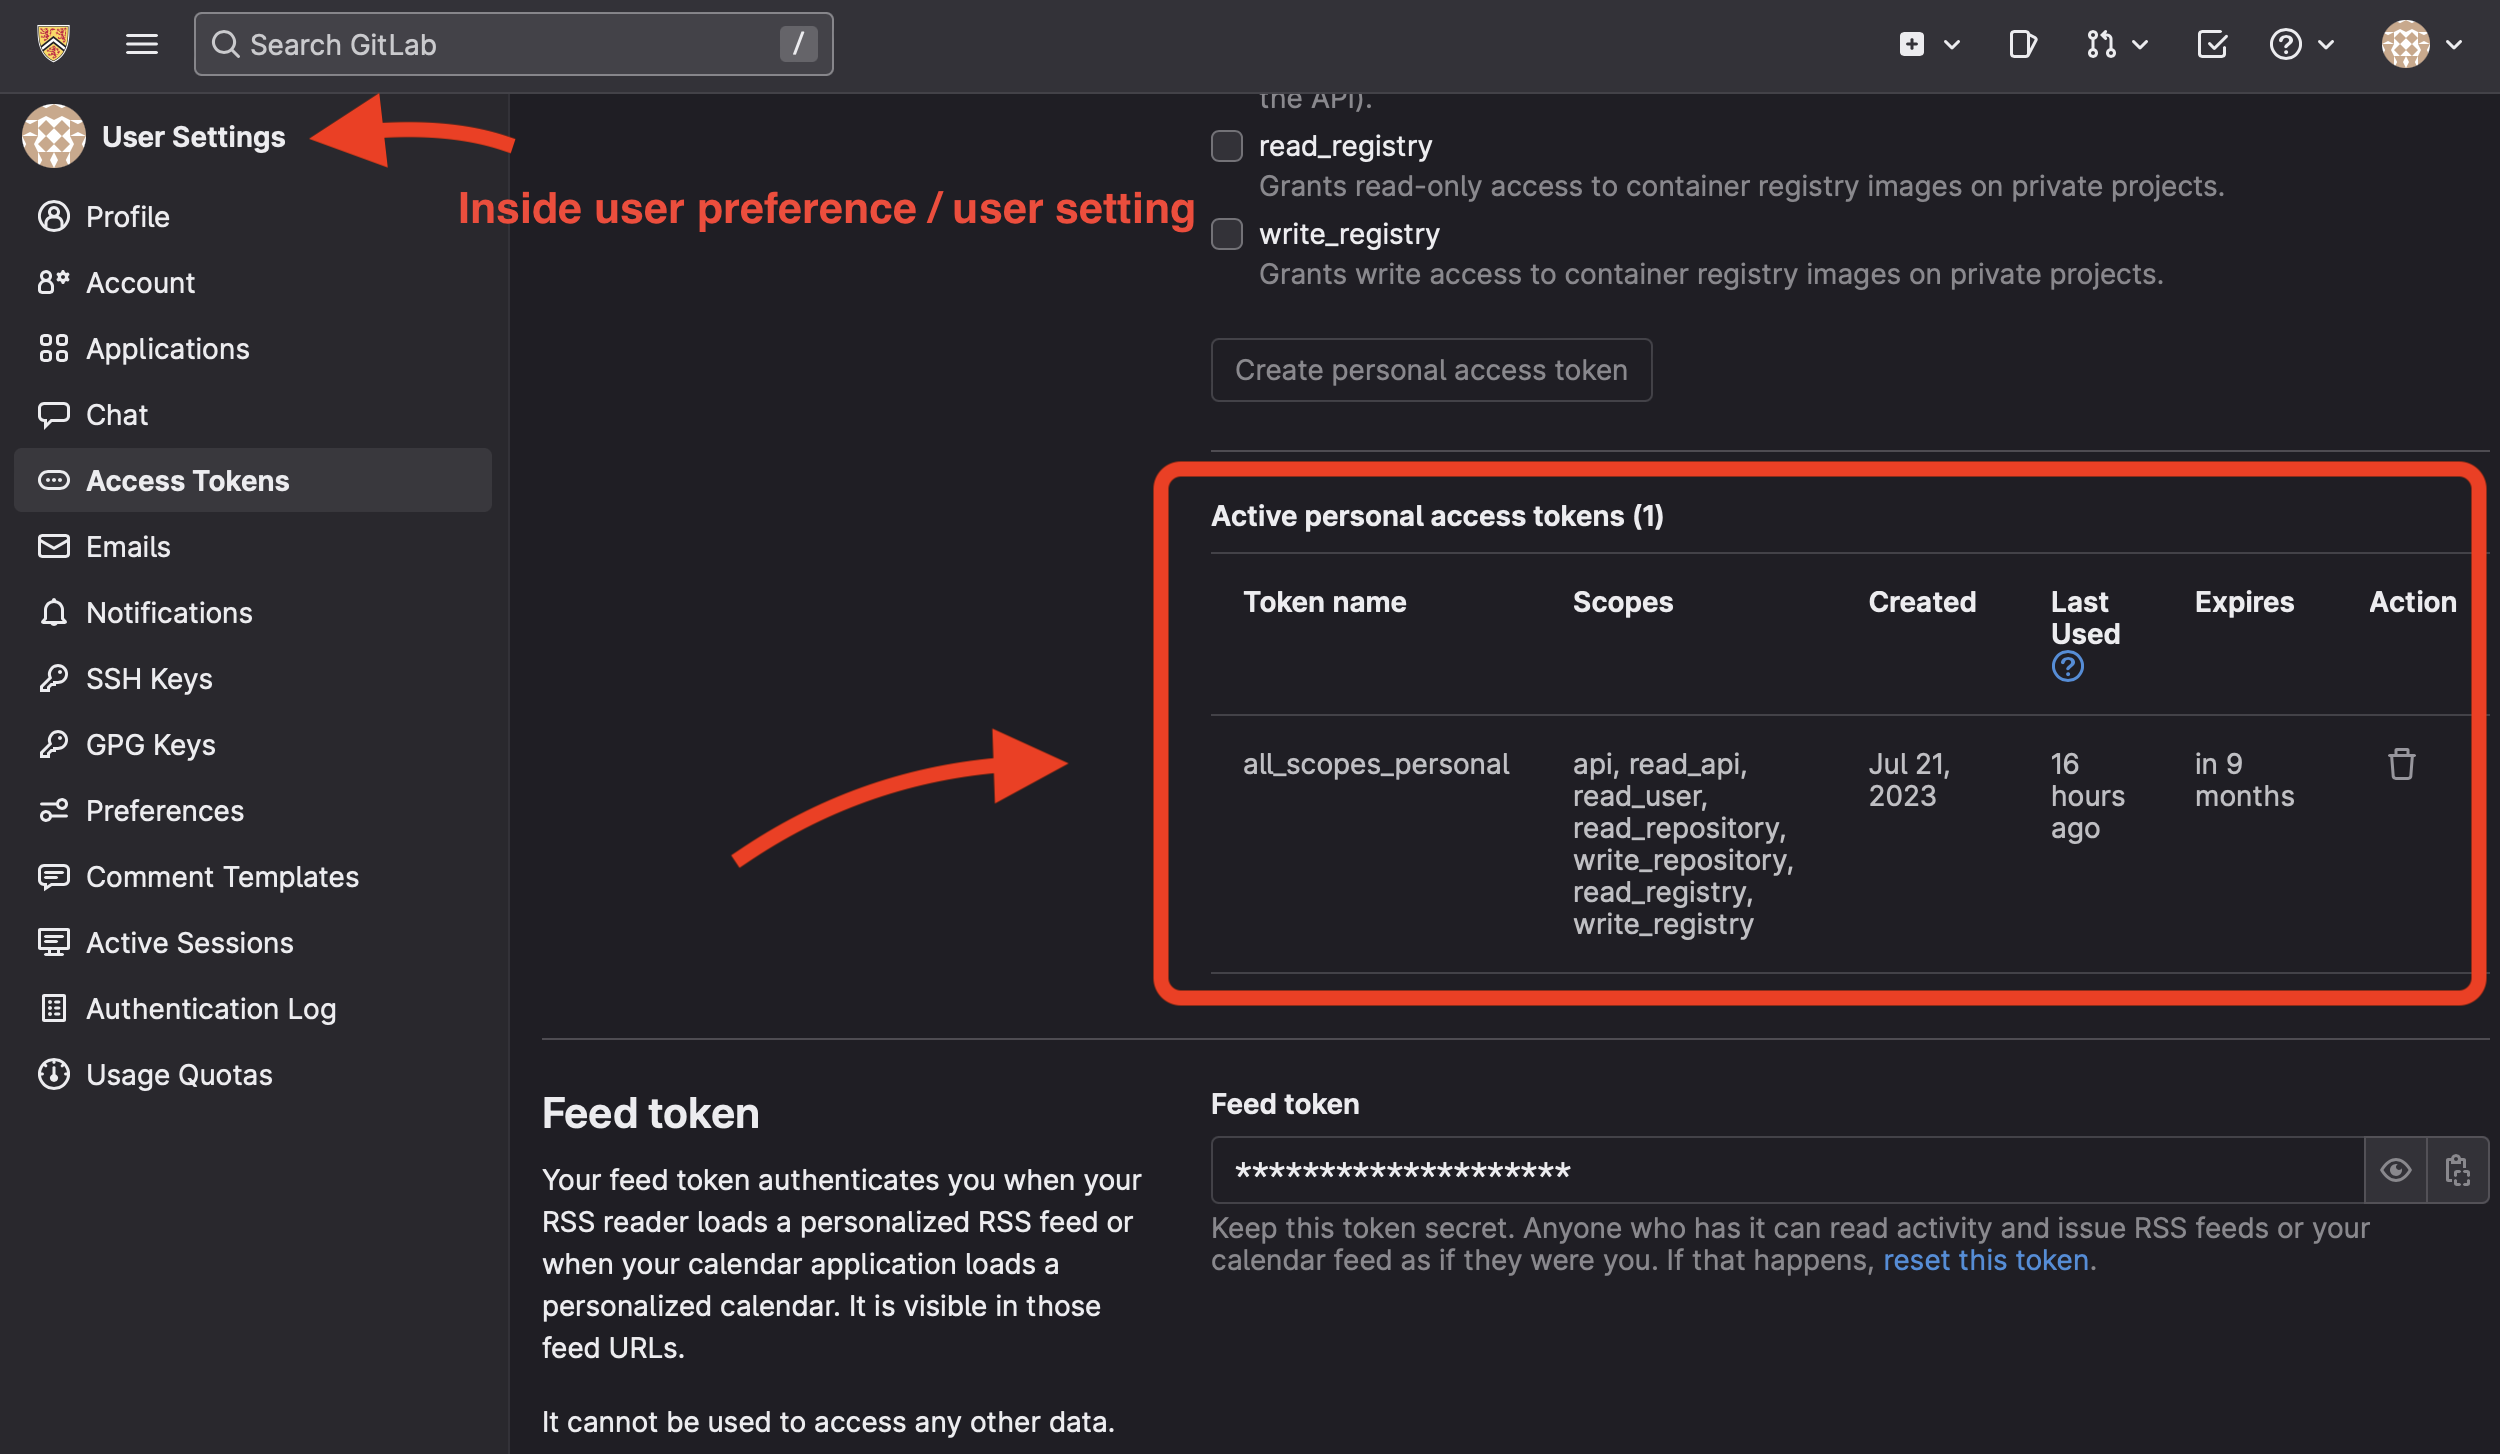 Search GitLab
/
User Settings
Inside user preference / user setting
Profile
Account
Applications
Chat
Access Tokens
Emails
Notifications
SSH Keys
GPG Keys
Preferences
Comment Templates
Active Sessions
Authentication Log
Usage Quotas
the API).
read_registry
Grants read-only access to container registry images on private projects.
write_registry
Grants write access to container registry images on private projects.
Create personal access token
Active personal access tokens (1)
Token name
Scopes
Created
Last
Used
Expires
Action
all_scopes_personal
api, read_api,
read_user,
read_repository,
write_repository,
read_registry,
write_registry
Jul 21,
2023
16
hours
ago
in 9
months
Feed token
Your feed token authenticates you when your
RSS reader loads a personalized RSS feed or
when your calendar application loads a
personalized calendar. It is visible in those
feed URLs.
It cannot be used to access any other data.
Feed token
********************
Keep this token secret. Anyone who has it can read activity and issue RSS feeds or your
calendar feed as if they were you. If that happens, reset this token.